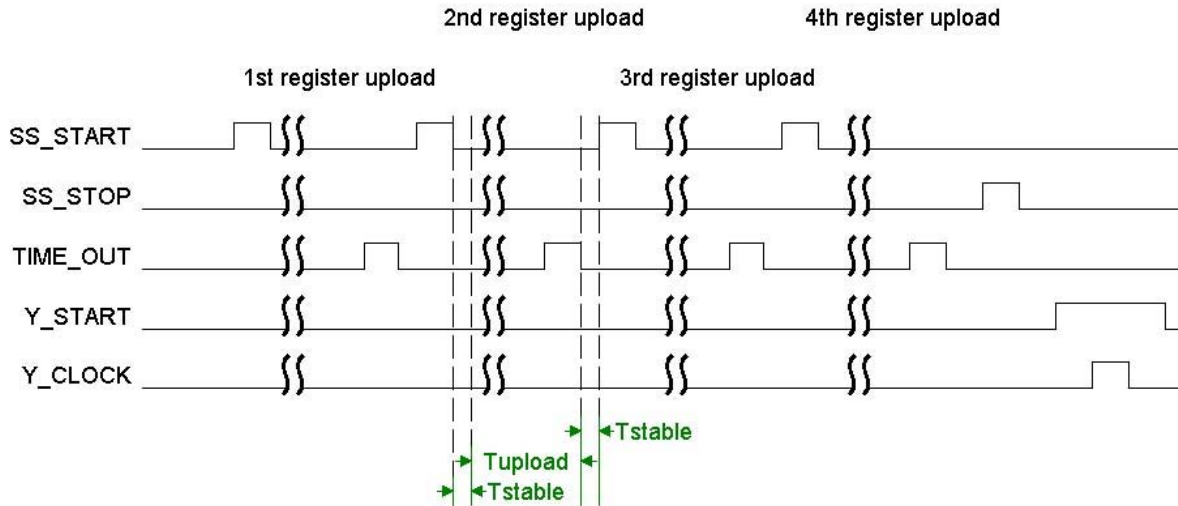 2nd register upload
4th register upload
1st register upload
3rd register upload
SS_START
SS_STOP
TIME_OUT
Y_START
Y_CLOCK
Tstable
Tupload
Tstable